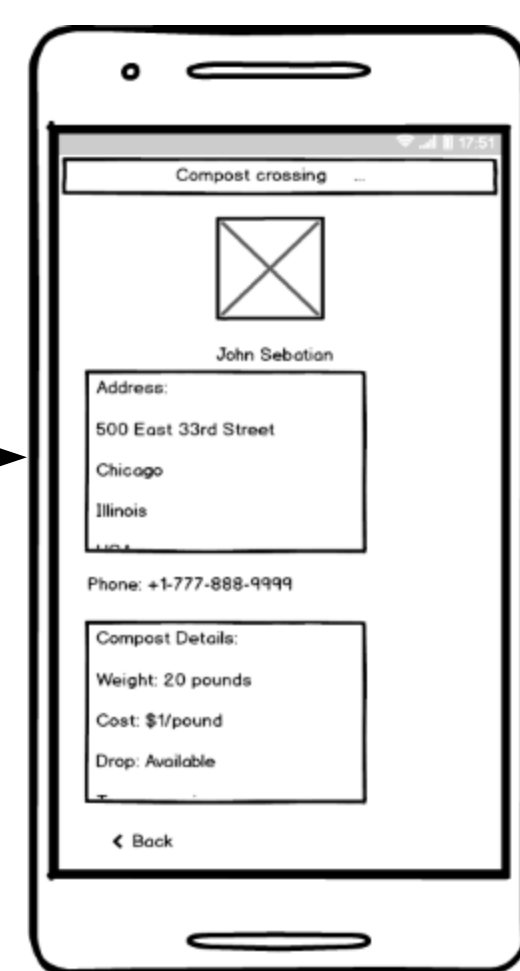 17:51
Compost crossing ...
John Sebatian
Address:
500 East 33rd Street
Chicago
Illinois
Phone: +1-777-888-9999
Compost Details:
Weight: 20 pounds
Cost: $1/pound
Drop: Available
Back